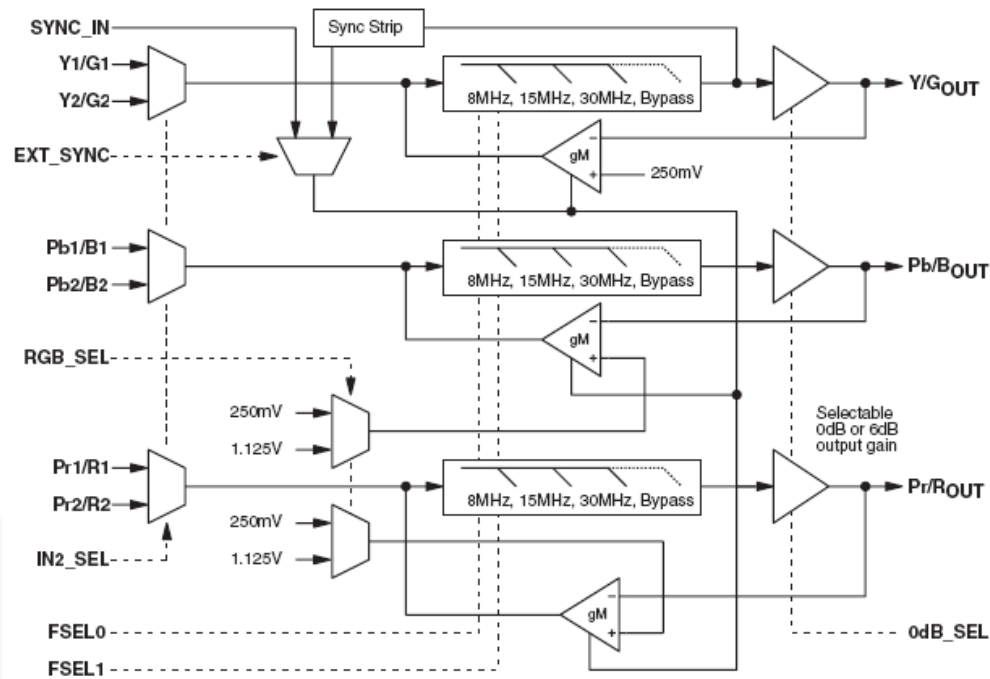 SYNC_IN
Sync Strip
Y1/G1
Y2/G2
8MHz, 15MHz, 30MHz, Bypass
Y/GOUT
EXT_SYNC
gM
-
+
250mV
Pb1/B1
Pb2/B2
8MHz, 15MHz, 30MHz, Bypass
Pb/BOUT
gM
-
+
RGB_SEL
250mV
1.125V
Selectable
0dB or 6dB
output gain
Pr1/R1
Pr2/R2
8MHz, 15MHz, 30MHz, Bypass
Pr/ROUT
250mV
1.125V
IN2_SEL
gM
-
+
FSEL0
0dB_SEL
FSEL1